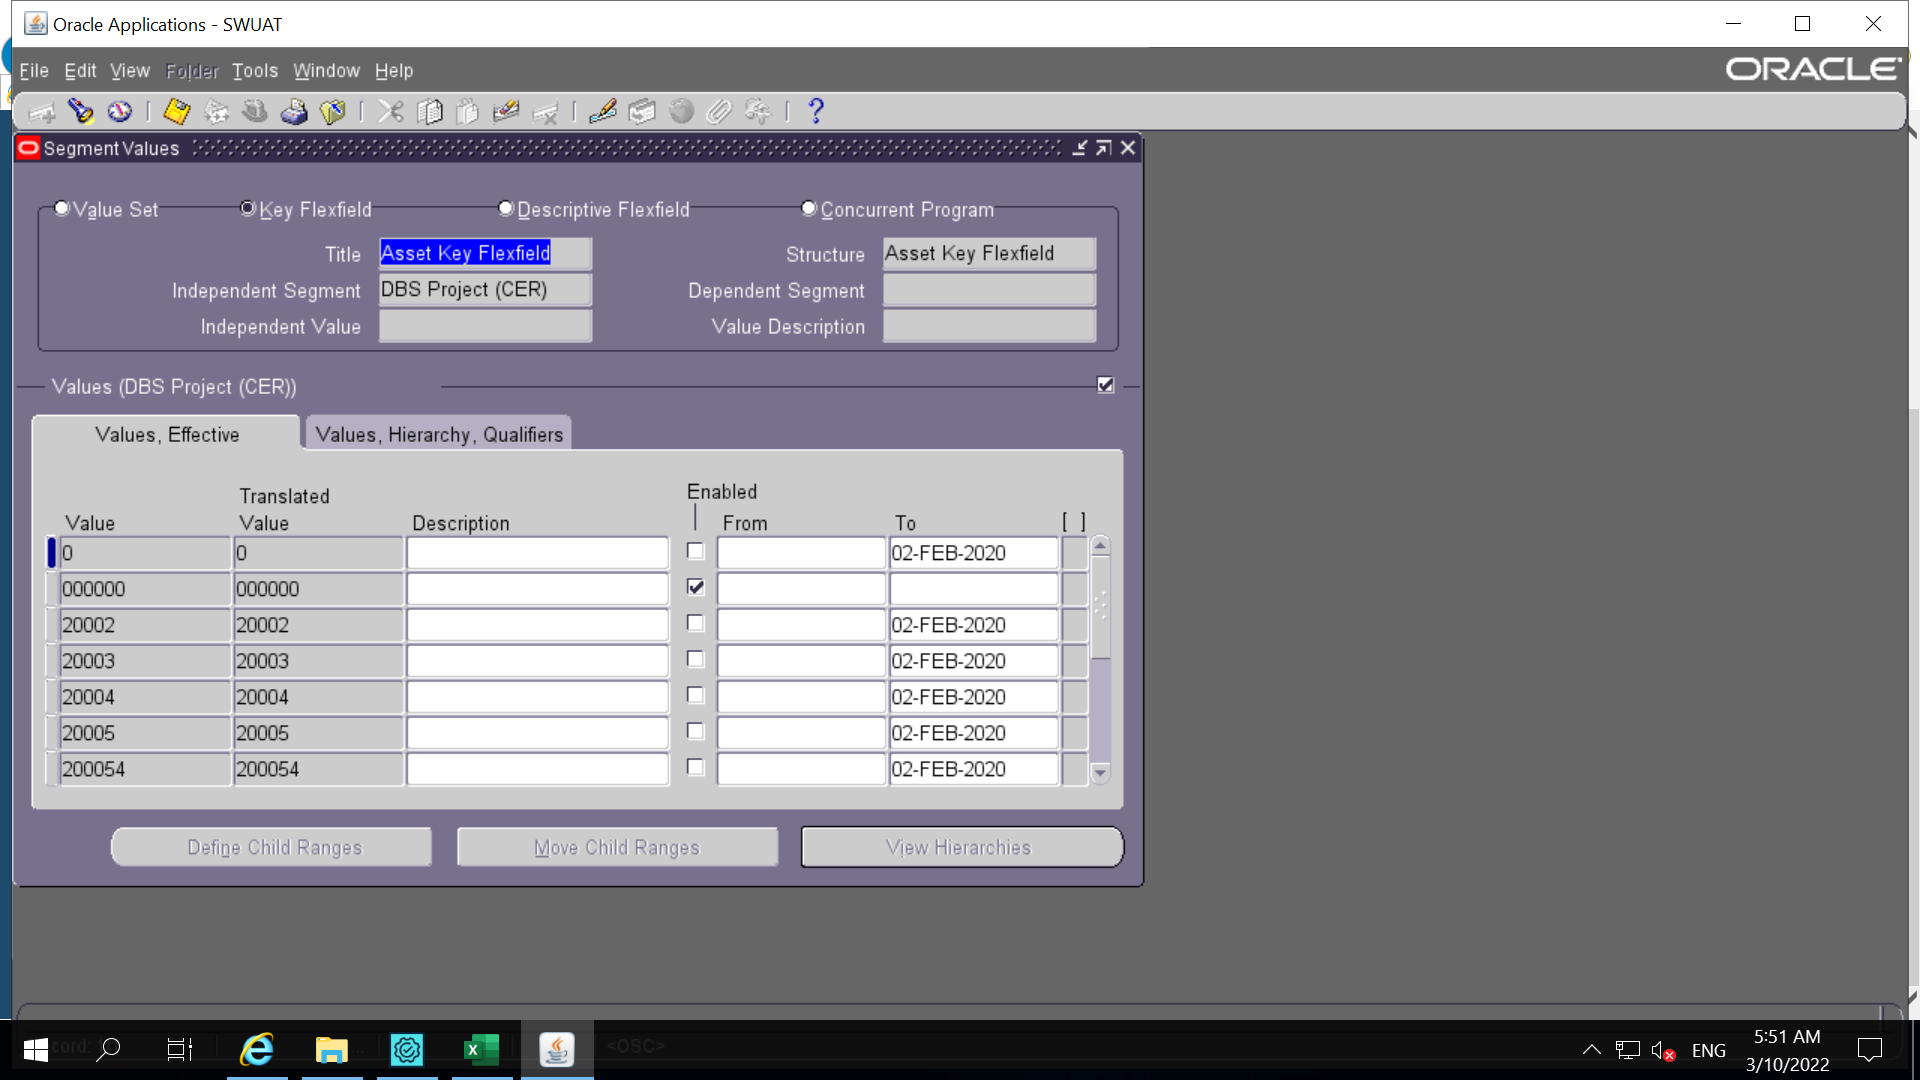 Oracle Applications - SWUAT
File Edit View Folder Tools Window Help
ORACLE
Segment Values
Value Set Key Flexfield Descriptive Flexfield Concurrent Program
Title Asset Key Flexfield Structure Asset Key Flexfield
Independent Segment DBS Project (CER) Dependent Segment
Independent Value Value Description
Values (DBS Project (CER))
Values, Effective Values, Hierarchy, Qualifiers
Translated Enabled
Value Value Description From To [ ]
0 0 02-FEB-2020
000000 000000
20002 20002 02-FEB-2020
20003 20003 02-FEB-2020
20004 20004 02-FEB-2020
20005 20005 02-FEB-2020
200054 200054 02-FEB-2020
Define Child Ranges Move Child Ranges View Hierarchies
<OSC>
ENG
5:51 AM
3/10/2022